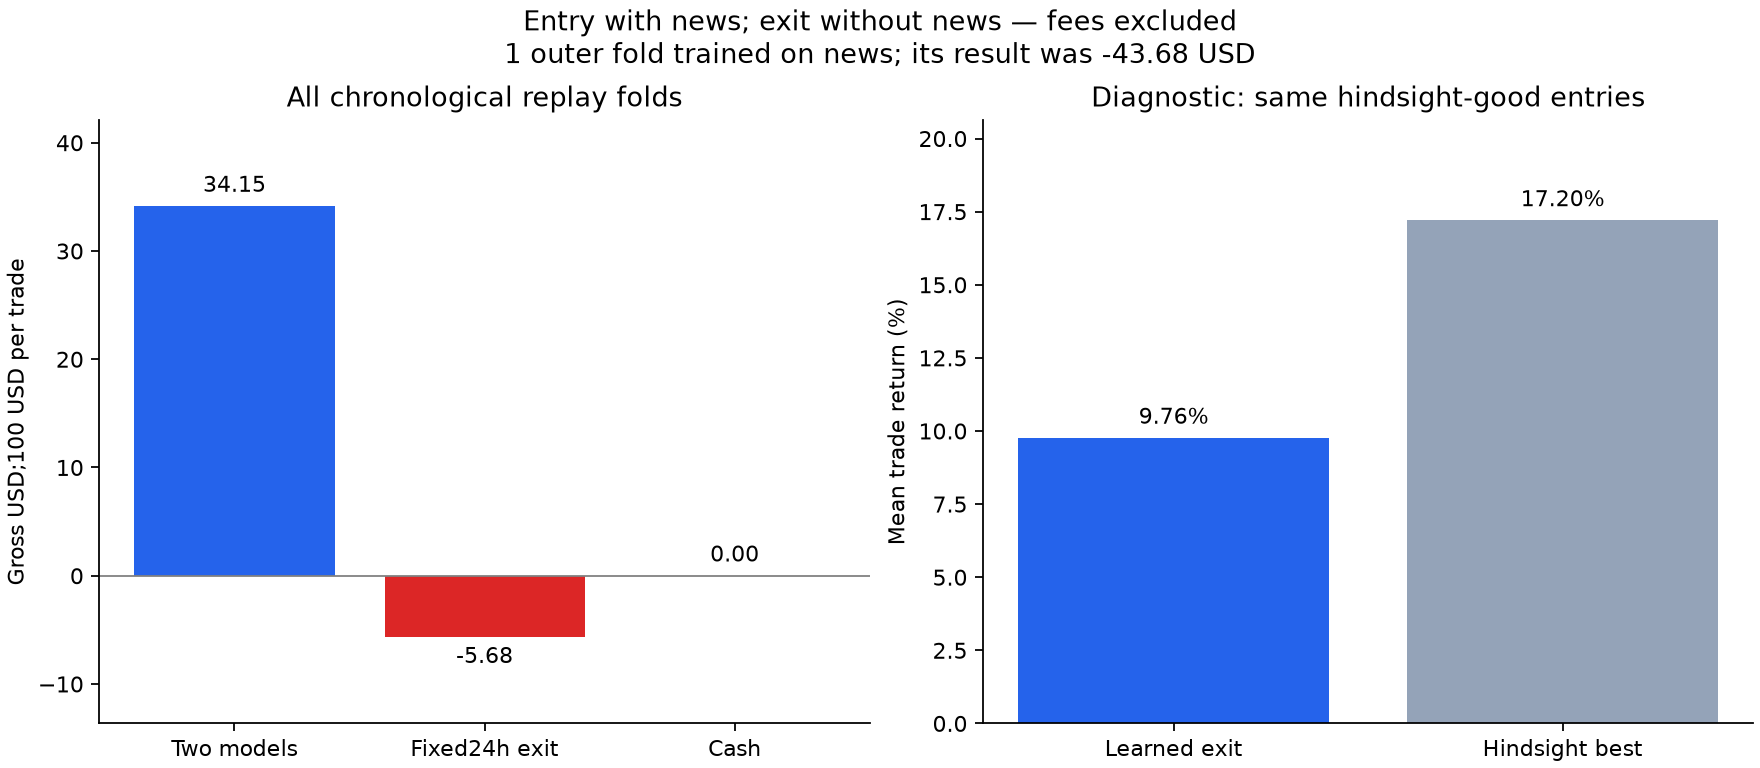 Entry with news; exit without news — fees excluded
1 outer fold trained on news; its result was -43.68 USD
All chronological replay folds
Gross USD;100 USD per trade
40
30
20
10
0
−10
34.15
-5.68
0.00
Two models
Fixed24h exit
Cash
Diagnostic: same hindsight-good entries
Mean trade return (%)
20.0
17.5
15.0
12.5
10.0
7.5
5.0
2.5
0.0
9.76%
17.20%
Learned exit
Hindsight best